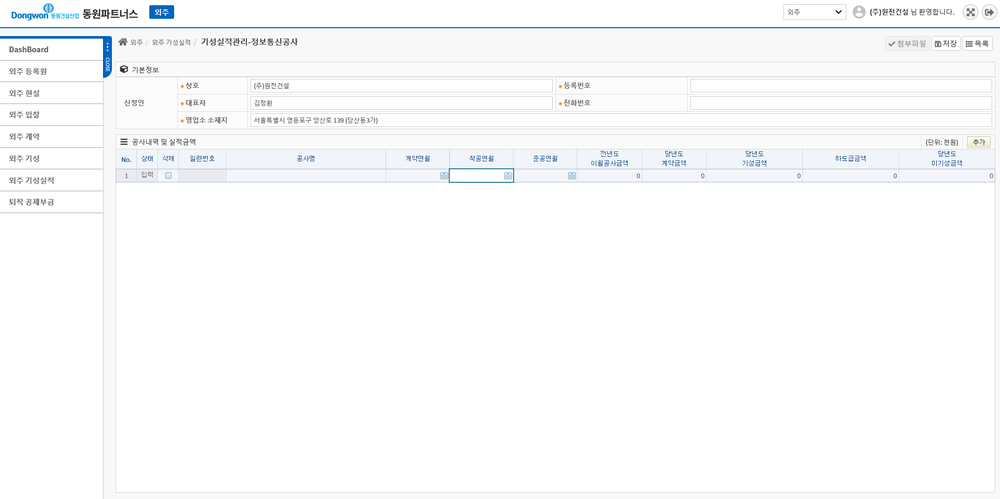 Dongwon 동원건설산업 동원파트너스 외주
외주 (주)원전건설 님 환영합니다.
DashBoard
외주 등록원
외주 현설
외주 입찰
외주 계약
외주 기성
외주 기성실적
퇴직 공제부금
CLOSE
외주 / 외주 기성실적 / 기성실적관리-정보통신공사
첨부파일 저장 목록
기본정보
신청인
*상호 (주)원전건설 *등록번호
*대표자 김정환 *전화번호
*영업소 소재지 서울특별시 영등포구 양산로 139 (당산동3가)
공사내역 및 실적금액 (단위: 천원) 추가
No. 상태 삭제 일련번호 공사명 계약연월 착공연월 준공연월 전년도 이월공사금액 당년도 계약금액 당년도 기성금액 하도급금액 당년도 미기성금액
1 입력 0 0 0 0 0